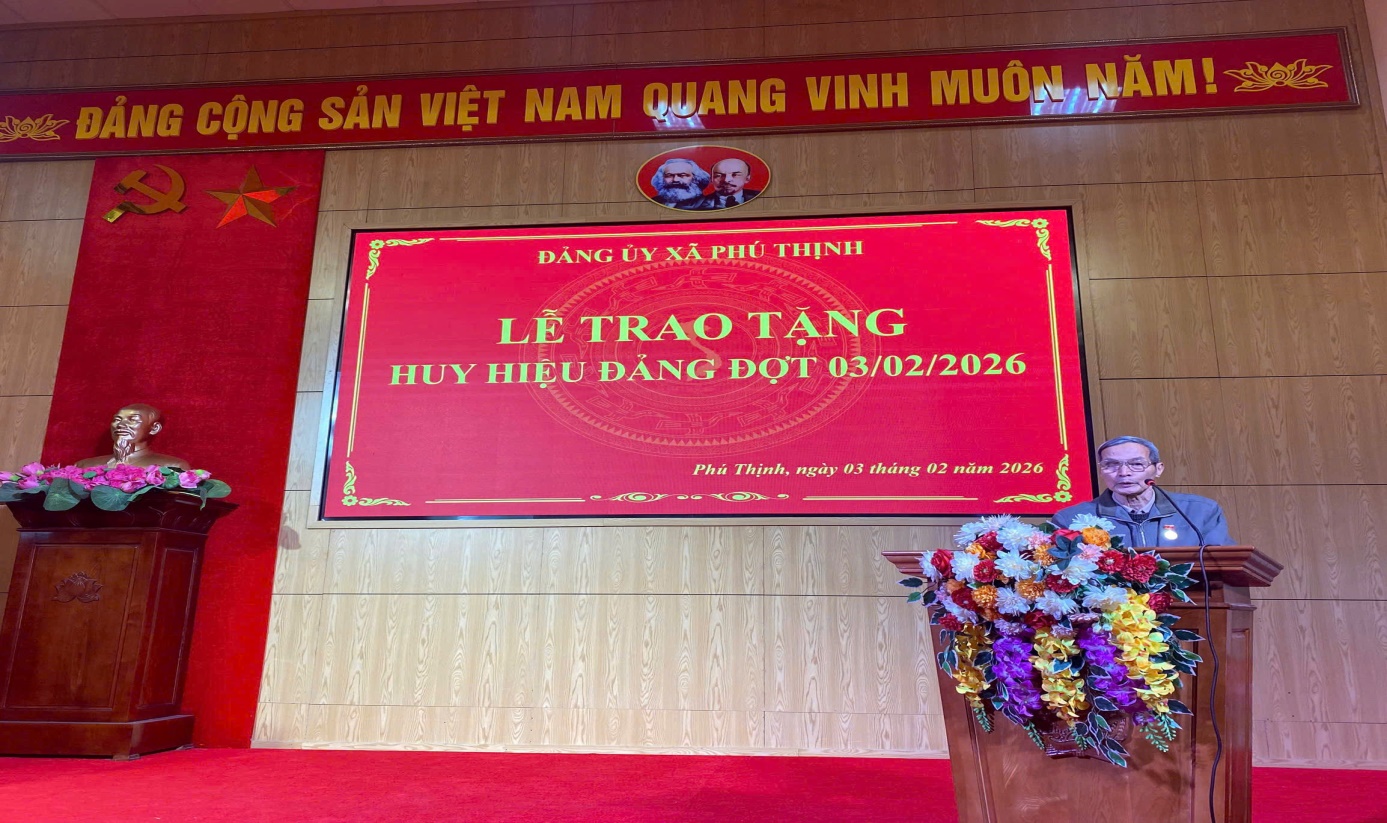 ĐẢNG CỘNG SẢN VIỆT NAM QUANG VINH MUÔN NĂM!
ĐẢNG ỦY XÃ PHÚ THỊNH
LỄ TRAO TẶNG
HUY HIỆU ĐẢNG ĐỢT 03/02/2026
Phú Thịnh, ngày 03 tháng 02 năm 2026